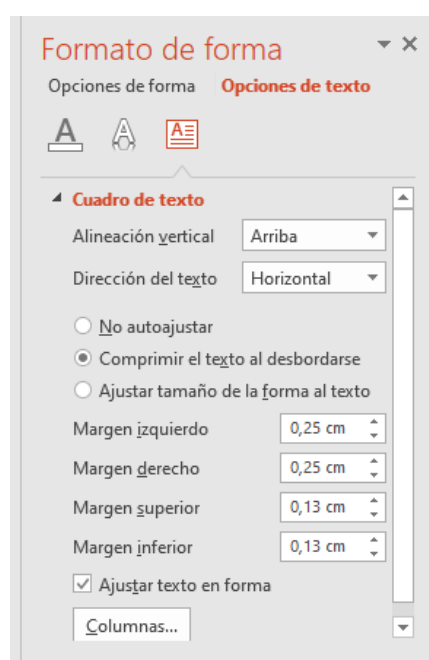 Formato de forma
Opciones de forma Opciones de texto
A A A
Cuadro de texto
Alineación vertical Arriba
Dirección del texto Horizontal
No autoajustar
Comprimir el texto al desbordarse
Ajustar tamaño de la forma al texto
Margen izquierdo 0,25 cm
Margen derecho 0,25 cm
Margen superior 0,13 cm
Margen inferior 0,13 cm
Ajustar texto en forma
Columnas...